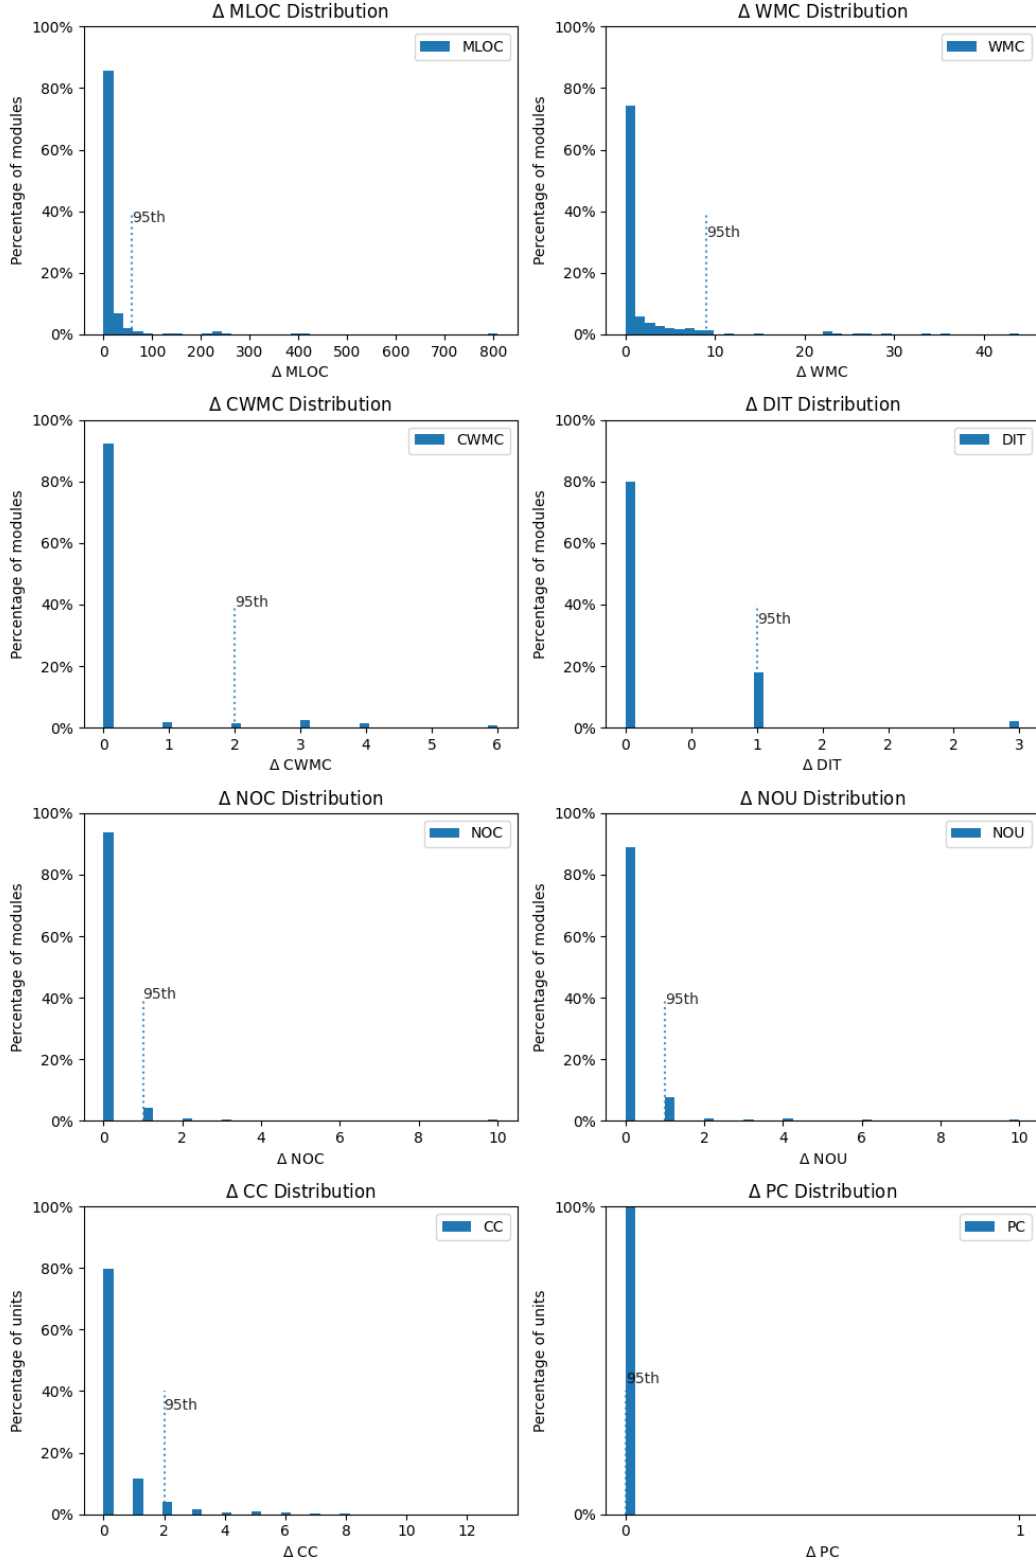 Δ MLOC Distribution
100%
80%
60%
40%
20%
0%
Percentage of modules
MLOC
95th
0 100 200 300 400 500 600 700 800
Δ MLOC
Δ WMC Distribution
100%
80%
60%
40%
20%
0%
Percentage of modules
WMC
95th
0 10 20 30 40
Δ WMC
Δ CWMC Distribution
100%
80%
60%
40%
20%
0%
Percentage of modules
CWMC
95th
0 1 2 3 4 5 6
Δ CWMC
Δ DIT Distribution
100%
80%
60%
40%
20%
0%
Percentage of modules
DIT
95th
0 0 1 2 2 2 3
Δ DIT
Δ NOC Distribution
100%
80%
60%
40%
20%
0%
Percentage of modules
NOC
95th
0 2 4 6 8 10
Δ NOC
Δ NOU Distribution
100%
80%
60%
40%
20%
0%
Percentage of modules
NOU
95th
0 2 4 6 8 10
Δ NOU
Δ CC Distribution
100%
80%
60%
40%
20%
0%
Percentage of units
CC
95th
0 2 4 6 8 10 12
Δ CC
Δ PC Distribution
100%
0%
Percentage of units
PC
95th
0 1
Δ PC